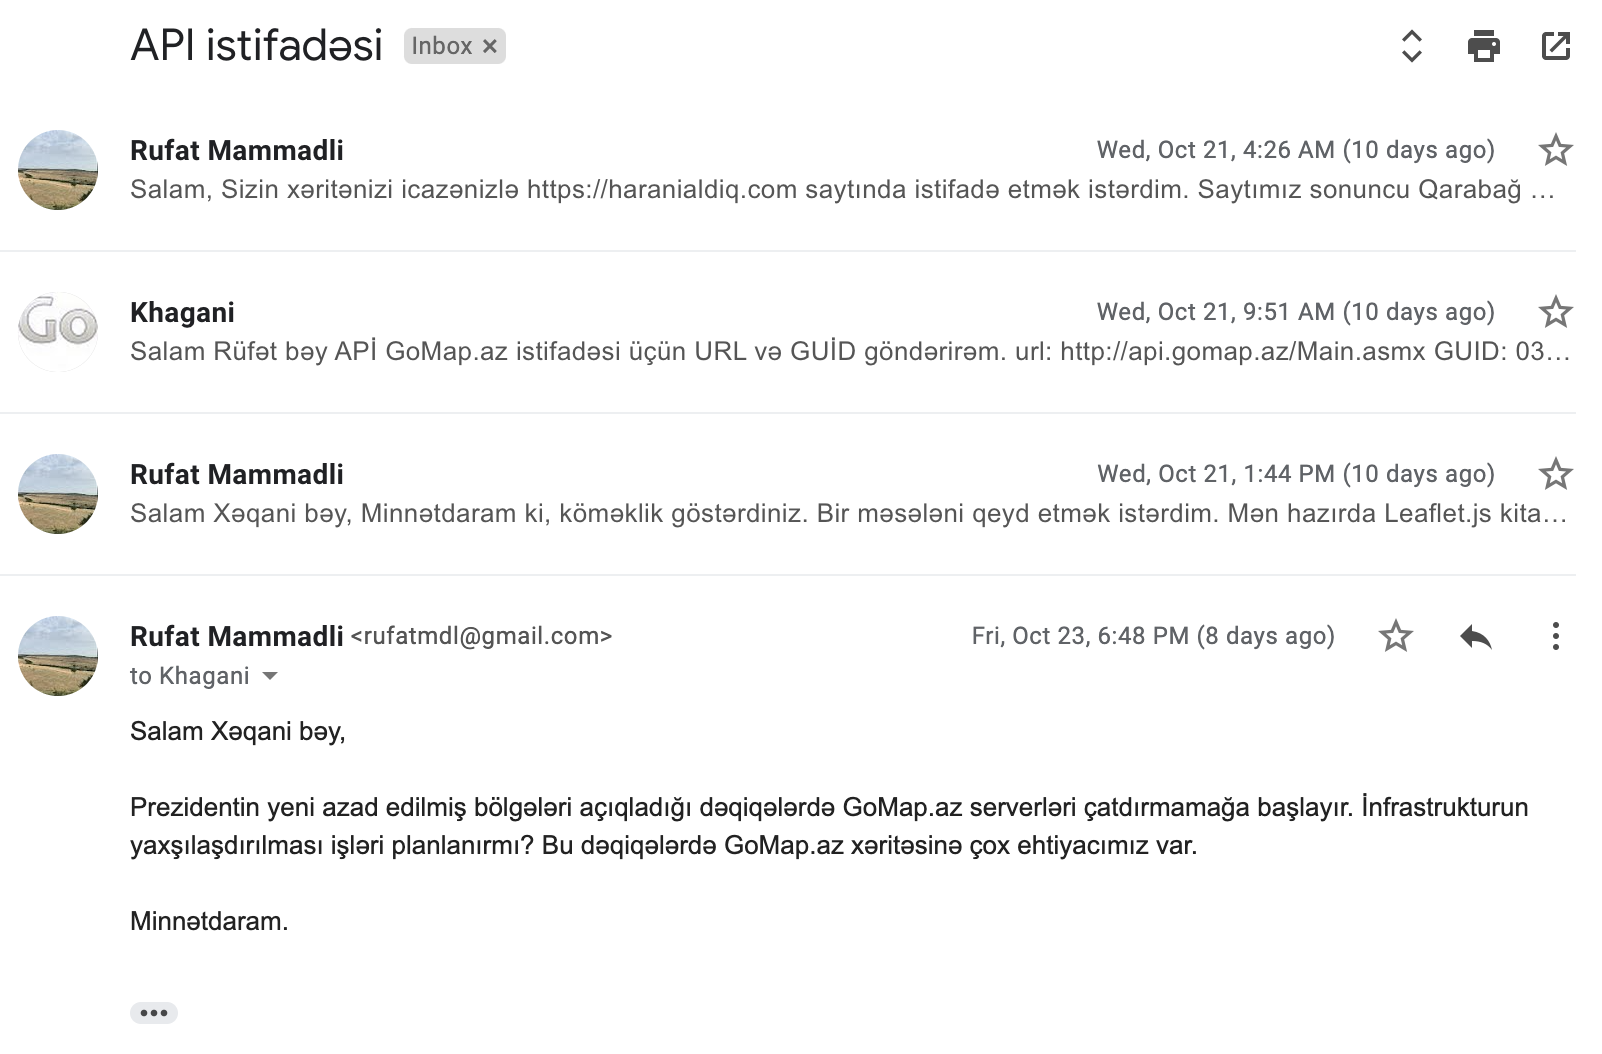 API istifadəsi Inbox ×
Rufat Mammadli Wed, Oct 21, 4:26 AM (10 days ago)
Salam, Sizin xəritənizi icazənizlə https://haranialdiq.com saytında istifadə etmək istərdim. Saytımız sonuncu Qarabağ ...
Go
Khagani Wed, Oct 21, 9:51 AM (10 days ago)
Salam Rüfət bəy APİ GoMap.az istifadəsi üçün URL və GUİD göndərirəm. url: http://api.gomap.az/Main.asmx GUID: 03...
Rufat Mammadli Wed, Oct 21, 1:44 PM (10 days ago)
Salam Xəqani bəy, Minnətdaram ki, köməklik göstərdiniz. Bir məsələni qeyd etmək istərdim. Mən hazırda Leaflet.js kita...
Rufat Mammadli <rufatmdl@gmail.com> Fri, Oct 23, 6:48 PM (8 days ago)
to Khagani
Salam Xəqani bəy,
Prezidentin yeni azad edilmiş bölgələri açıqladığı dəqiqələrdə GoMap.az serverləri çatdırmamağa başlayır. İnfrastrukturun
yaxşılaşdırılması işləri planlanırmı? Bu dəqiqələrdə GoMap.az xəritəsinə çox ehtiyacımız var.
Minnətdaram.